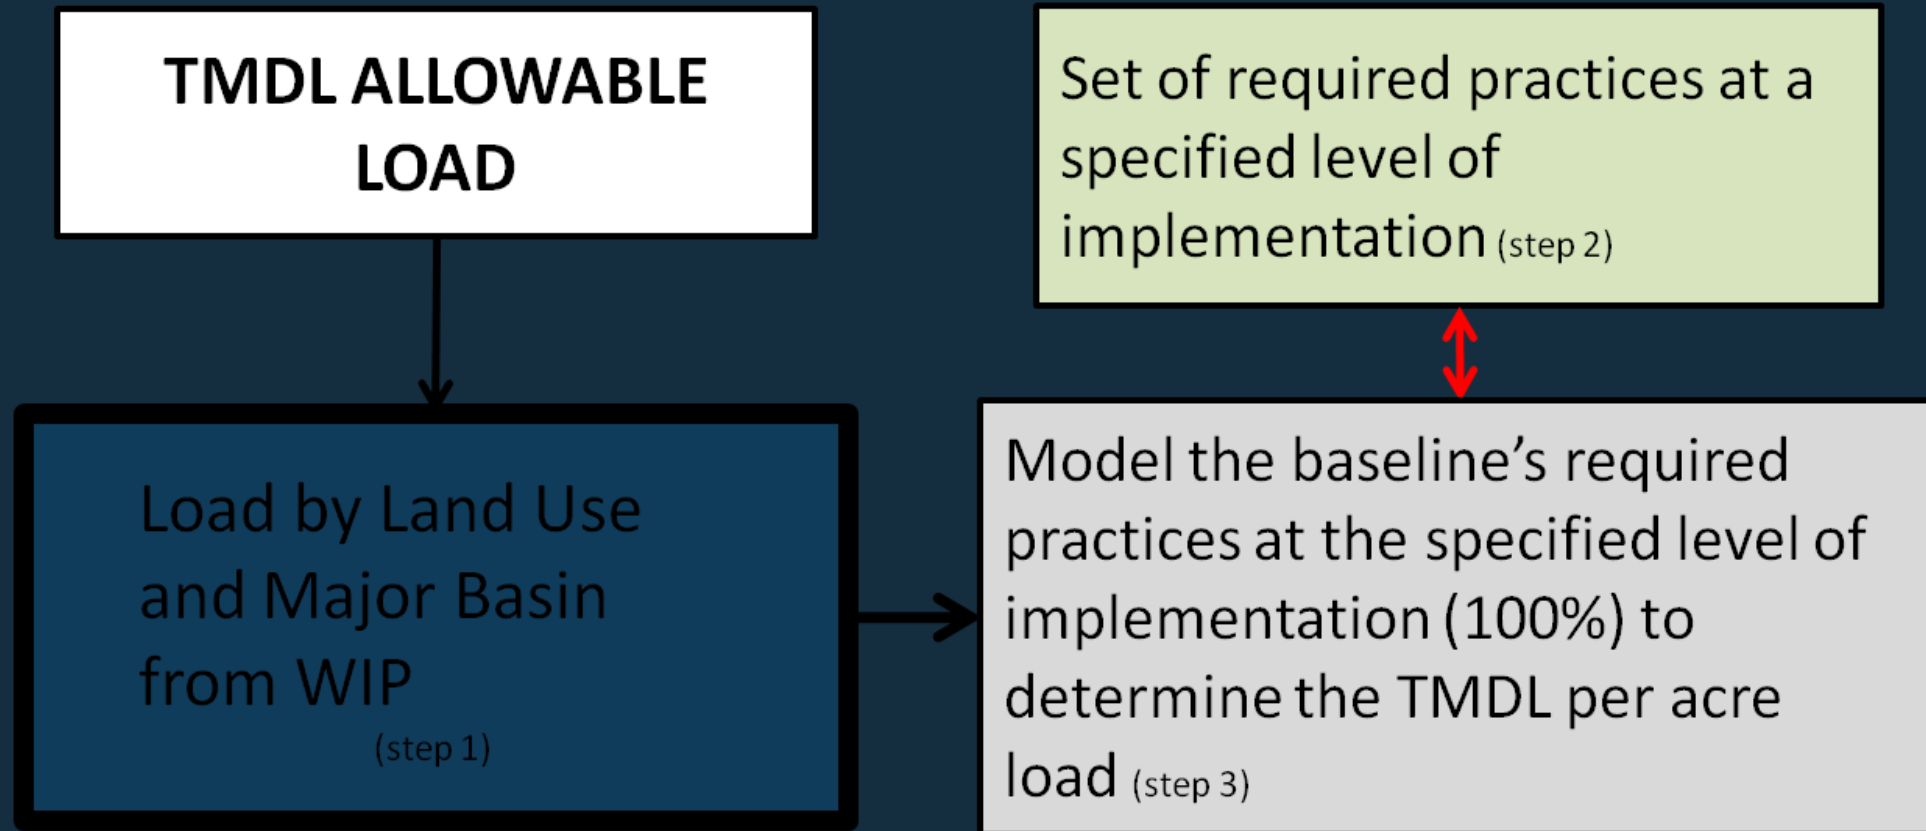 TMDL ALLOWABLE
LOAD
Set of required practices at a
specified level of
implementation (step 2)
Load by Land Use
and Major Basin
from WIP
(step 1)
Model the baseline’s required
practices at the specified level of
implementation (100%) to
determine the TMDL per acre
load (step 3)